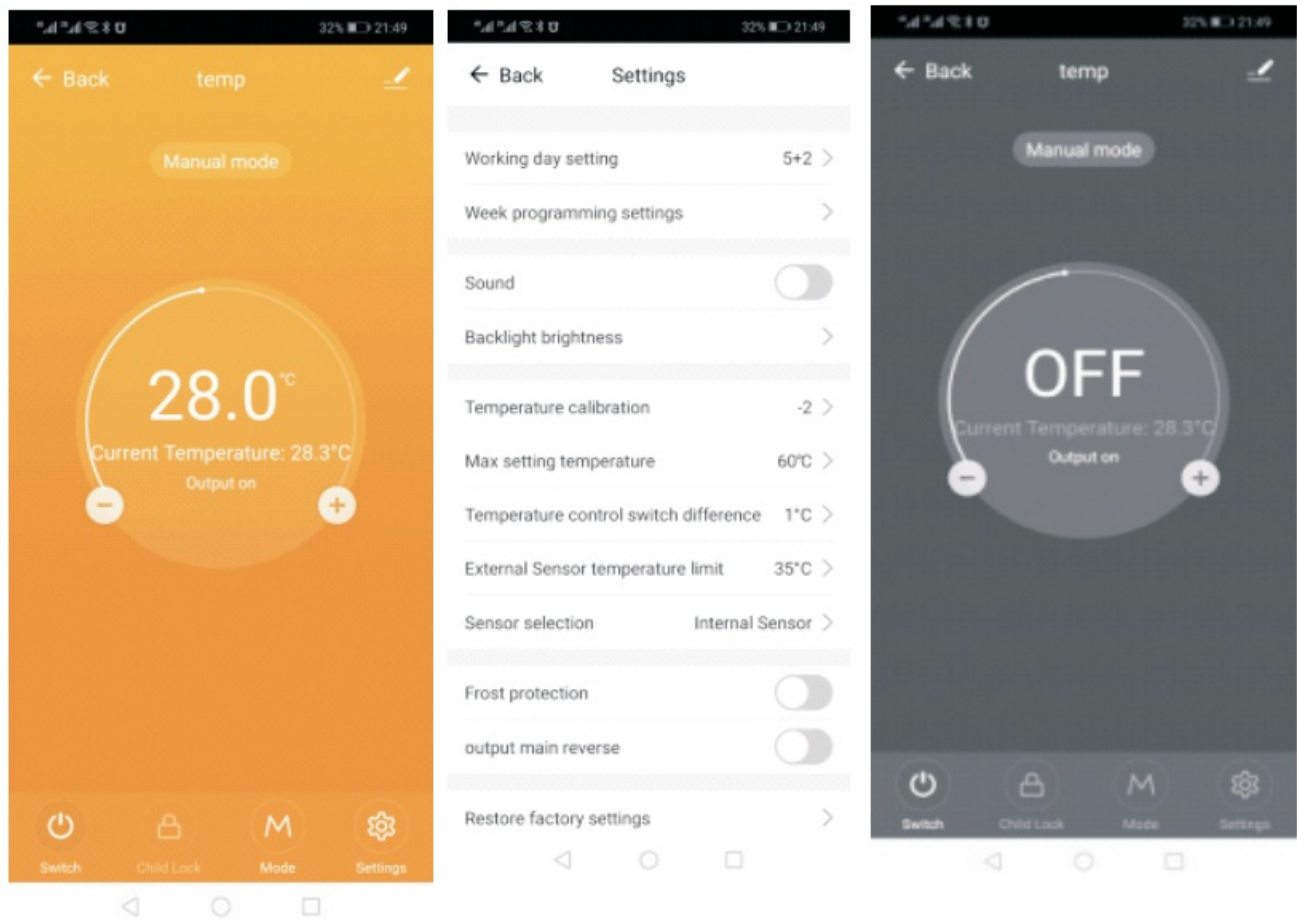 32% 21:49
← Back temp
Manual mode
28.0 °C
Current Temperature: 28.3°C
Output on
− +
Switch Child Lock Mode Settings
32% 21:49
← Back Settings
Working day setting 5+2 >
Week programming settings >
Sound
Backlight brightness >
Temperature calibration -2 >
Max setting temperature 60℃ >
Temperature control switch difference 1°C >
External Sensor temperature limit 35°C >
Sensor selection Internal Sensor >
Frost protection
output main reverse
Restore factory settings >
32% 21:49
← Back temp
Manual mode
OFF
Current Temperature: 28.3°C
Output on
− +
Switch Child Lock Mode Settings